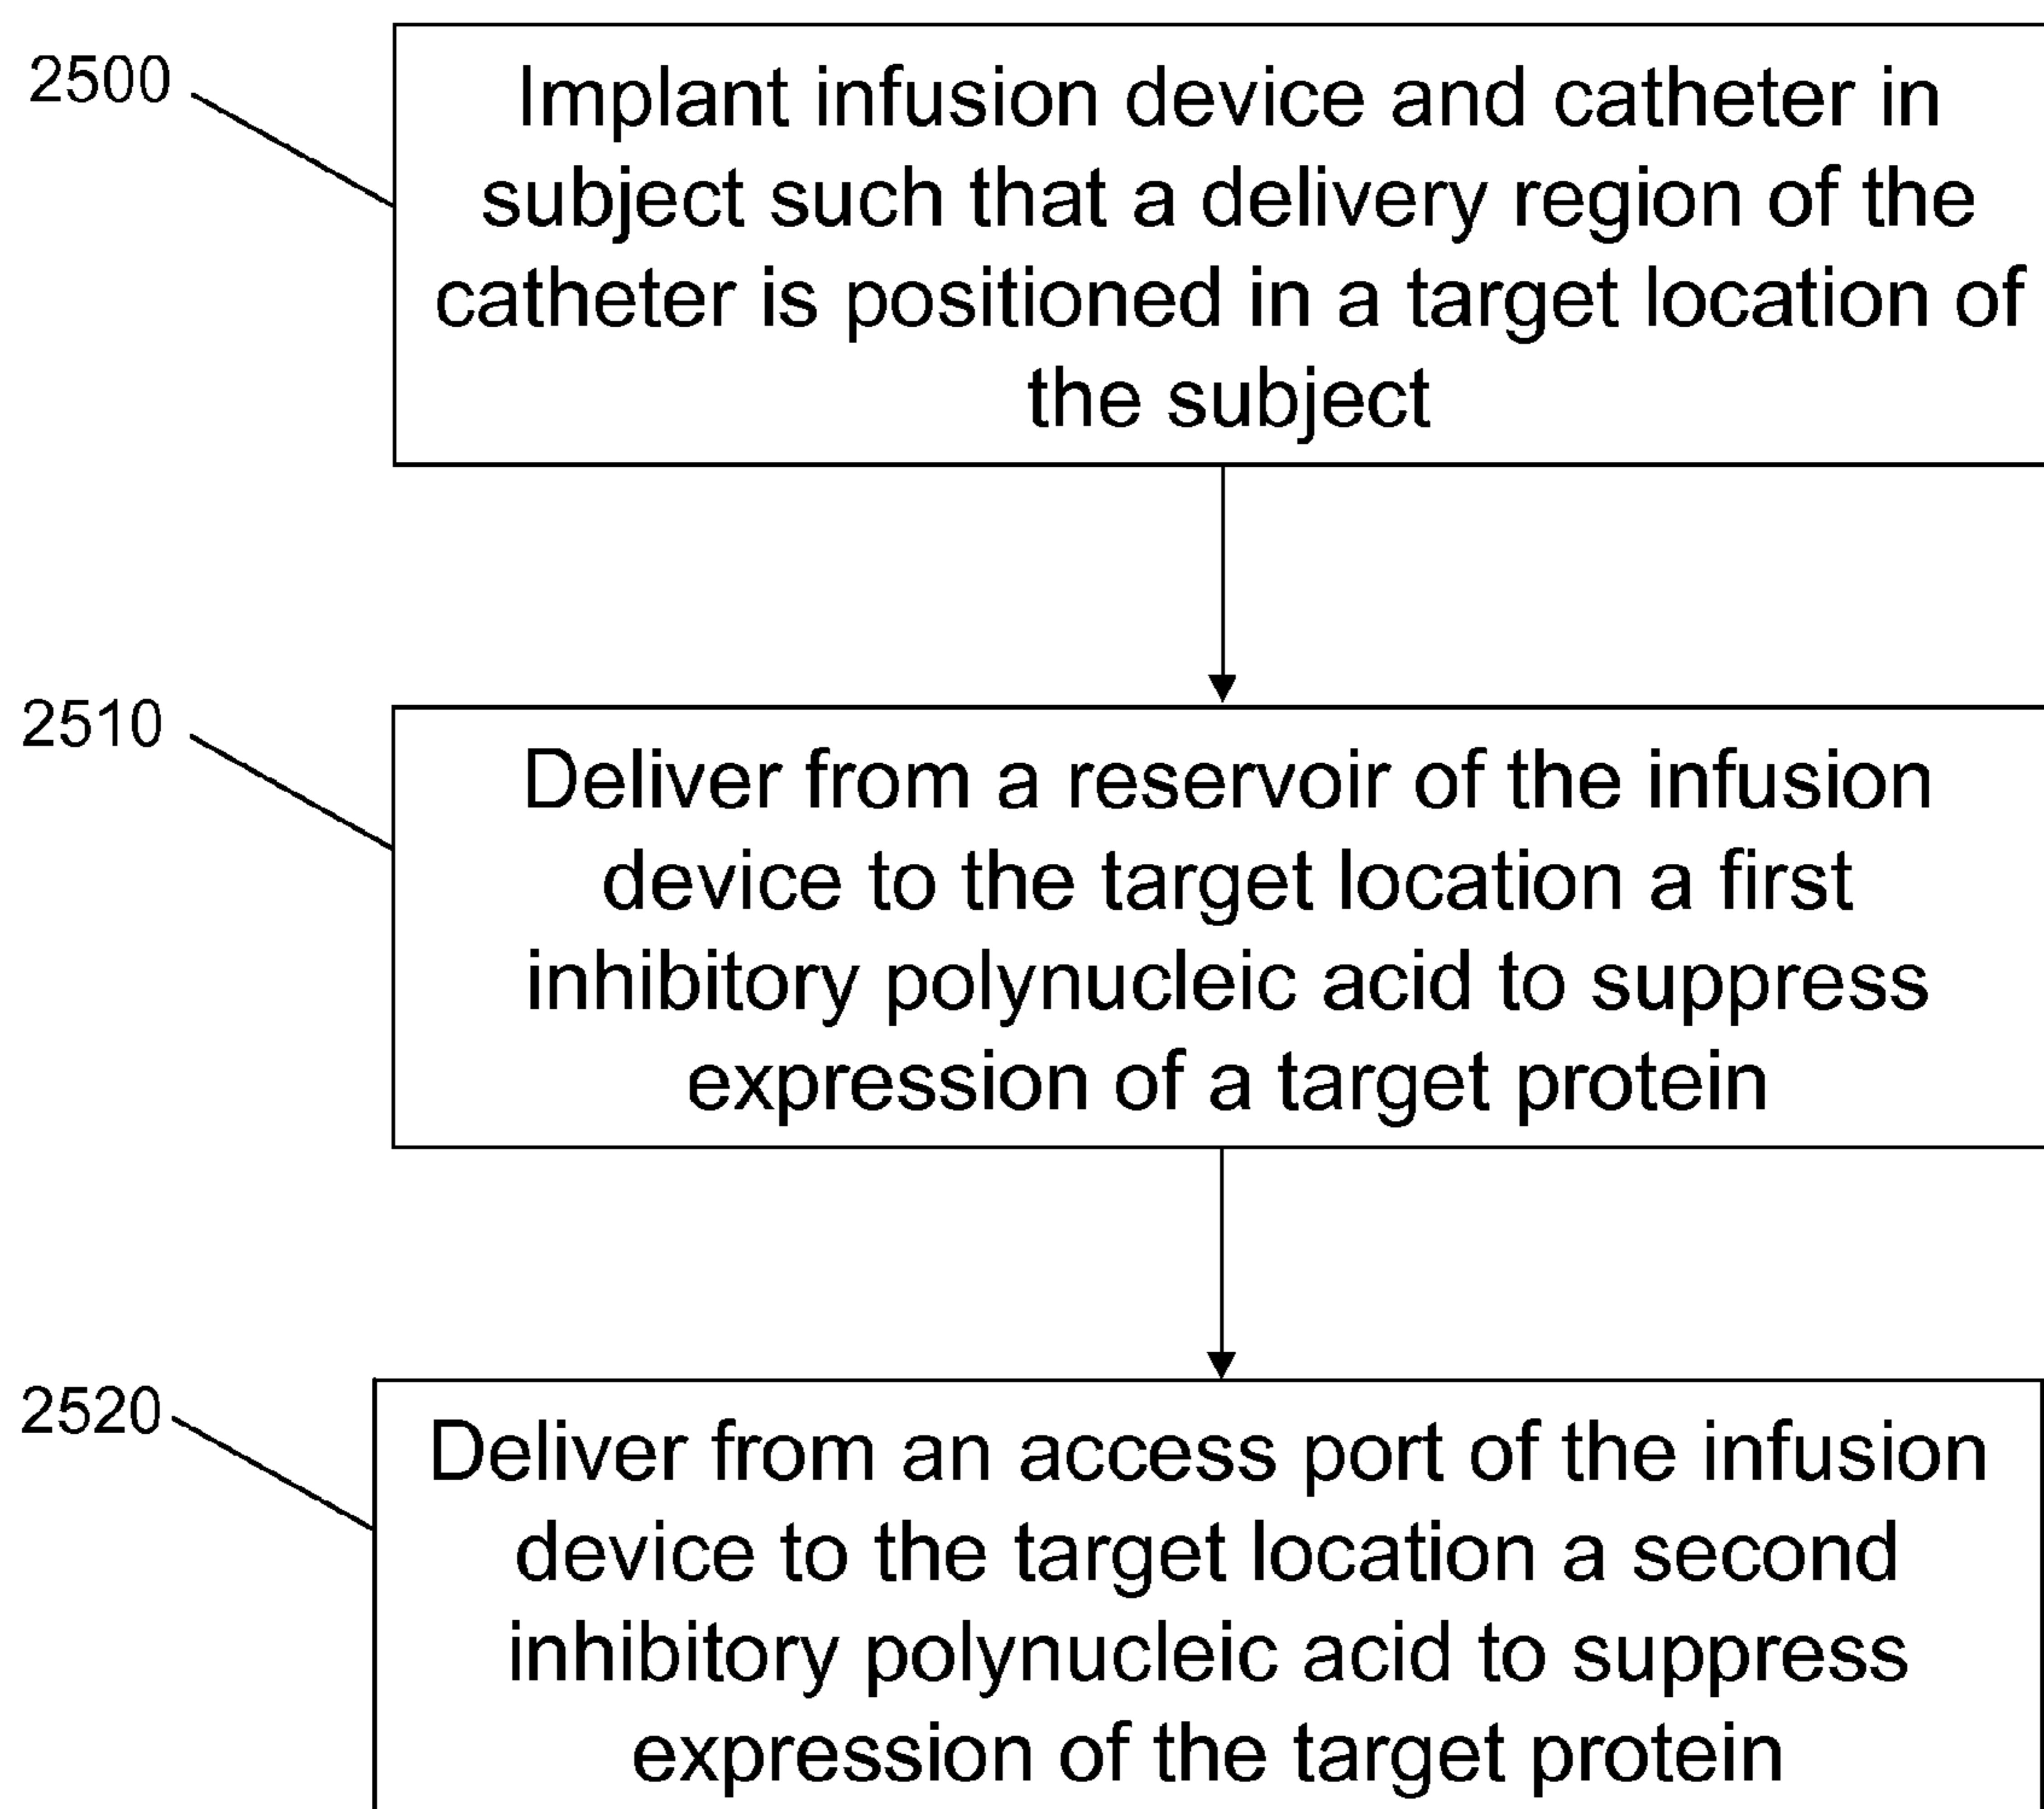 2500
Implant infusion device and catheter in
subject such that a delivery region of the
catheter is positioned in a target location of
the subject
2510
Deliver from a reservoir of the infusion
device to the target location a first
inhibitory polynucleic acid to suppress
expression of a target protein
2520
Deliver from an access port of the infusion
device to the target location a second
inhibitory polynucleic acid to suppress
expression of the target protein